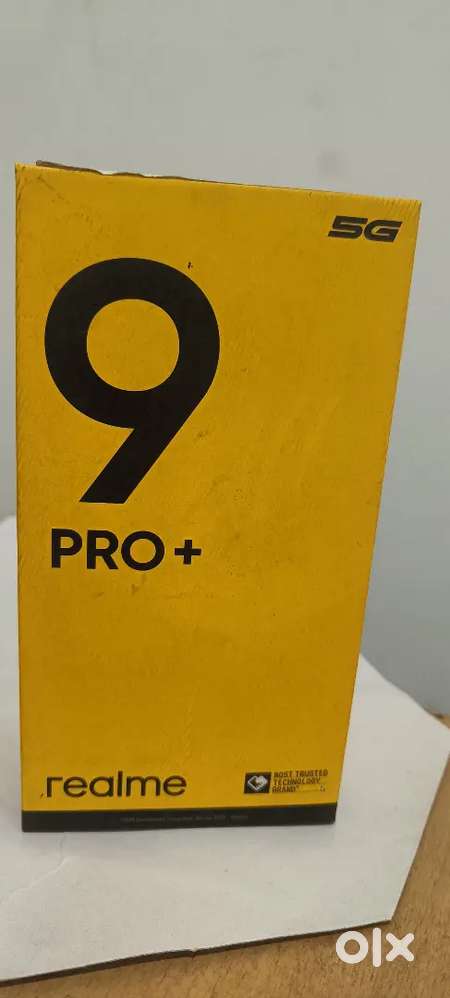 5G
9
PRO+
realme
MOST TRUSTED
TECHNOLOGY
BRAND*
olx